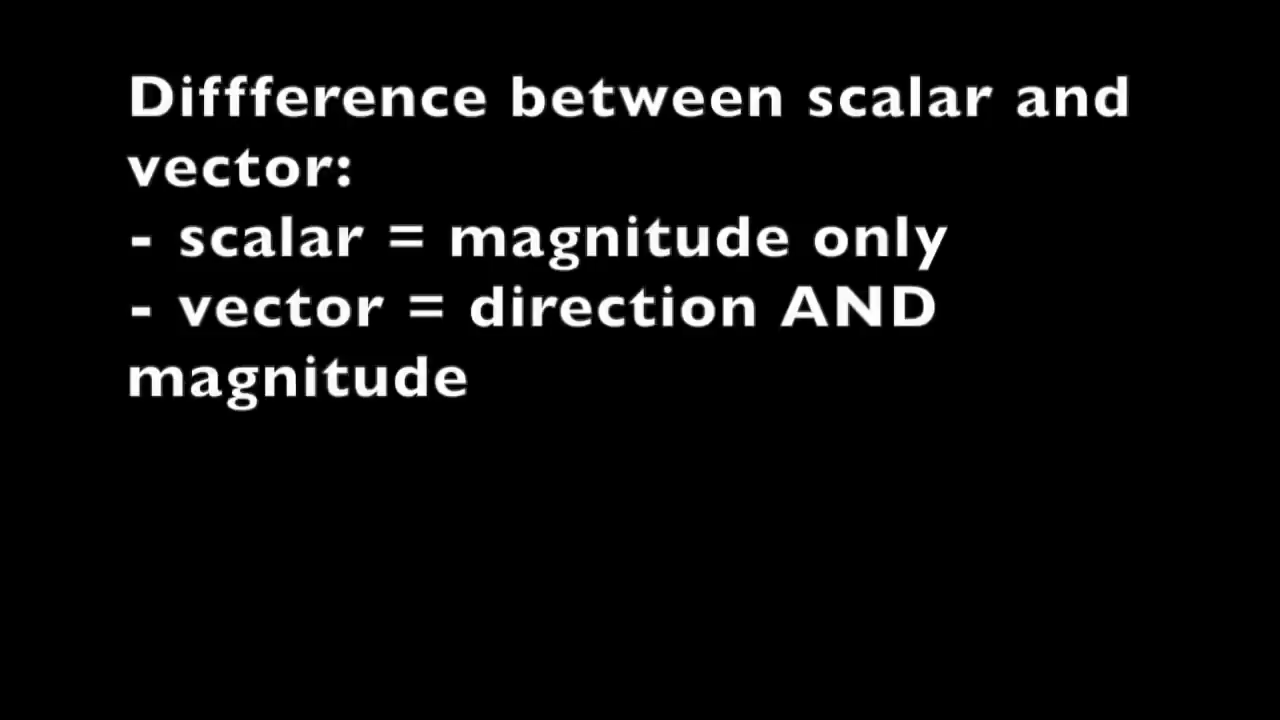 Diffference between scalar and
vector:
- scalar = magnitude only
- vector = direction AND
magnitude